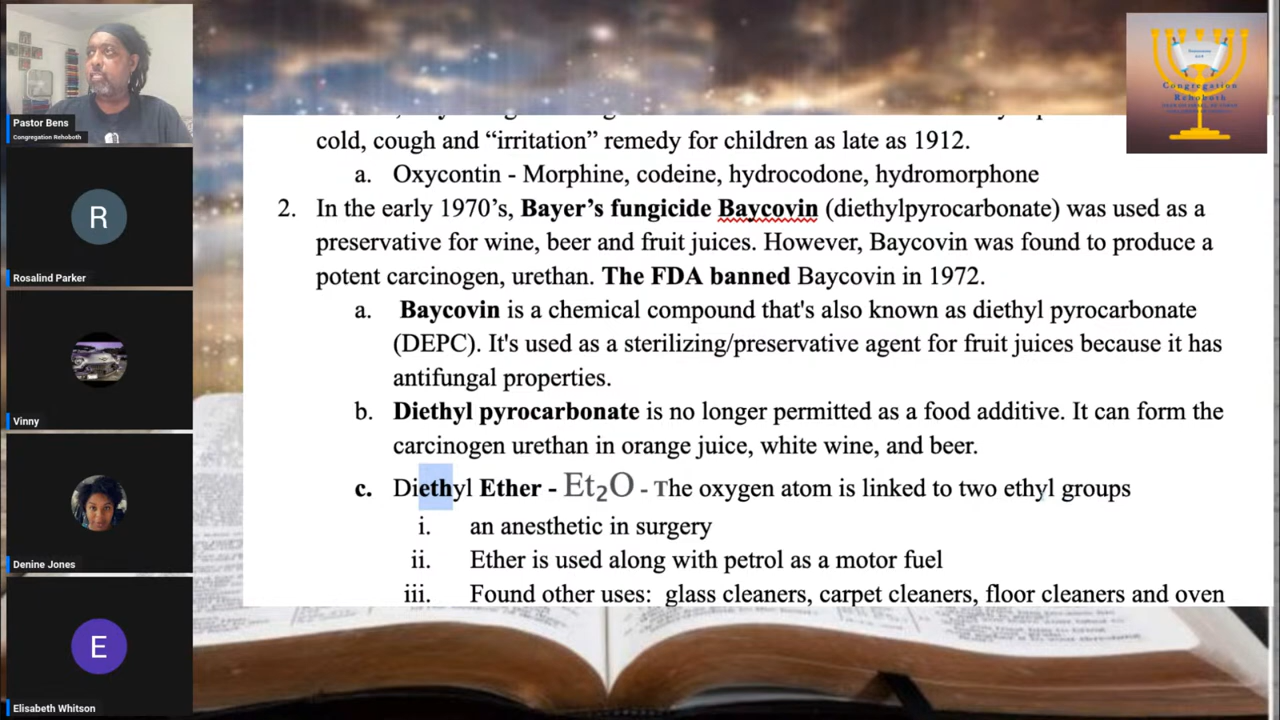 Pastor Bens
Congregation Rehoboth
R
Rosalind Parker
Vinny
Denine Jones
E
Elisabeth Whitson
Congregation
Rehoboth
cold, cough and “irritation” remedy for children as late as 1912.
a. Oxycontin - Morphine, codeine, hydrocodone, hydromorphone
2. In the early 1970’s, Bayer’s fungicide Baycovin (diethylpyrocarbonate) was used as a
preservative for wine, beer and fruit juices. However, Baycovin was found to produce a
potent carcinogen, urethan. The FDA banned Baycovin in 1972.
a. Baycovin is a chemical compound that's also known as diethyl pyrocarbonate
(DEPC). It's used as a sterilizing/preservative agent for fruit juices because it has
antifungal properties.
b. Diethyl pyrocarbonate is no longer permitted as a food additive. It can form the
carcinogen urethan in orange juice, white wine, and beer.
c. Diethyl Ether - Et₂O - The oxygen atom is linked to two ethyl groups
i. an anesthetic in surgery
ii. Ether is used along with petrol as a motor fuel
iii. Found other uses: glass cleaners, carpet cleaners, floor cleaners and oven